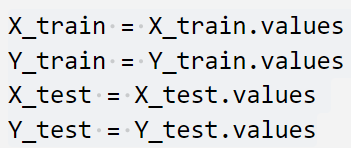 X_train = X_train.values
Y_train = Y_train.values
X_test = X_test.values
Y_test = Y_test.values